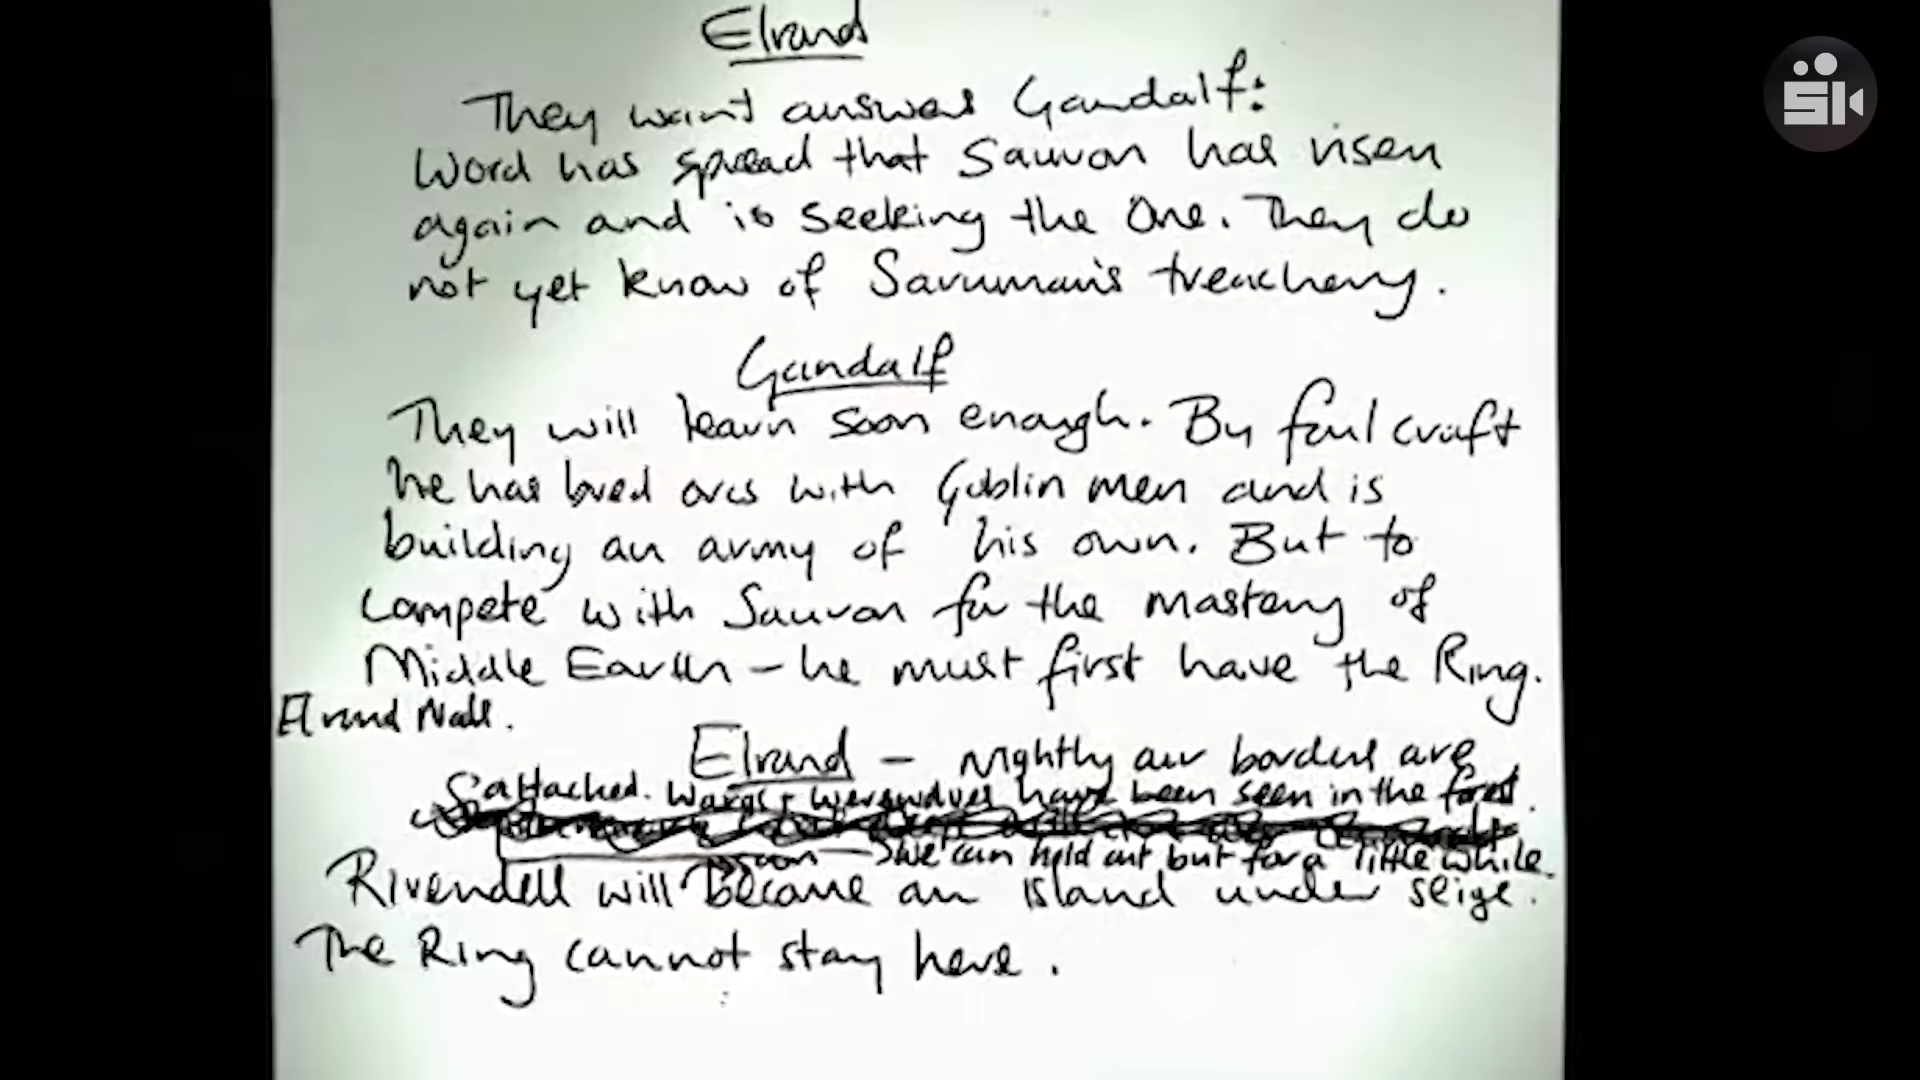 Elrond
They want answers Gandalf:
Word has spread that Sauron has risen
again and is seeking the One. They do
not yet know of Saruman's treachery.
Gandalf
They will learn soon enough. By foul craft
he has bred orcs with Goblin men and is
building an army of his own. But to
compete with Sauron for the mastery of
Middle Earth - he must first have the Ring.
Elrond
Elrond - nightly our borders are
attacked. Wargs + werewolves have been seen in the forest.
soon - we can hold out but for a little while.
Rivendell will become an island under seige.
The Ring cannot stay here.
SI